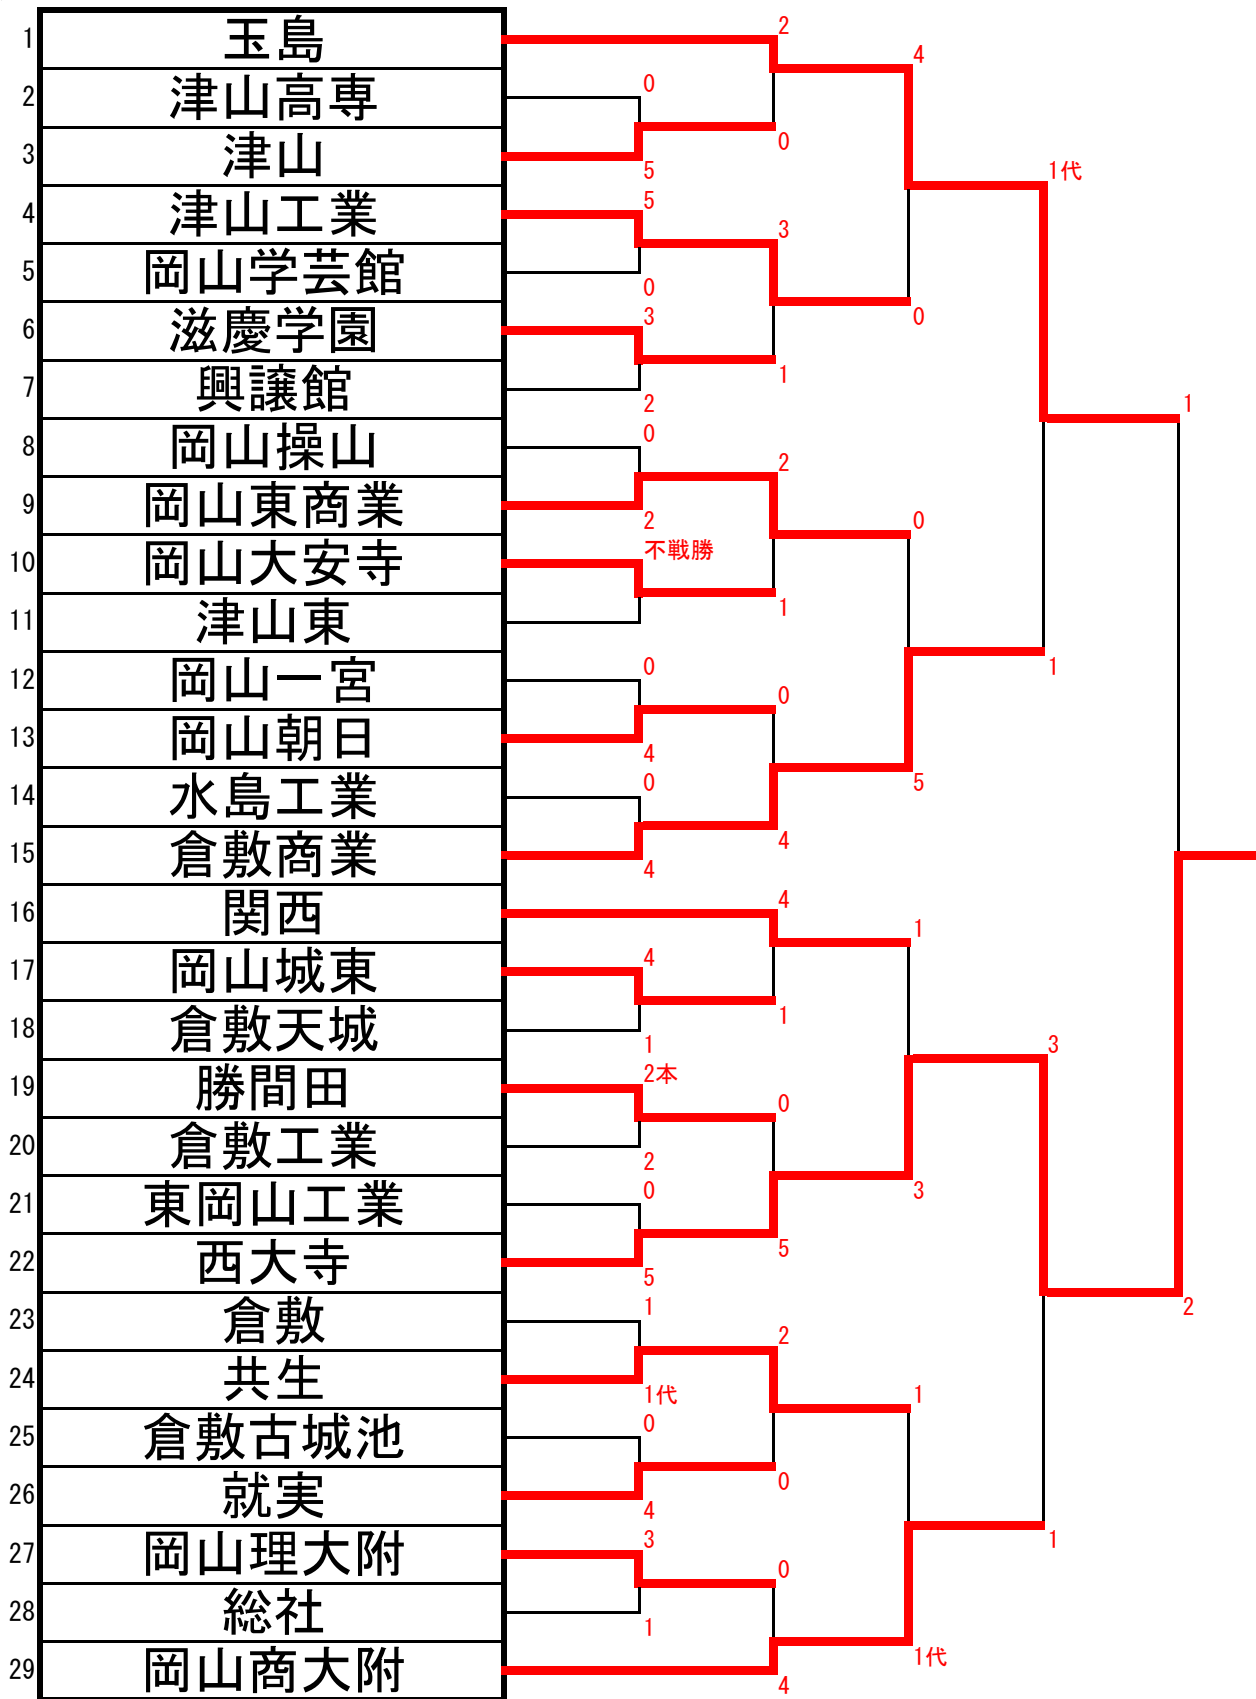 1 玉島
2 津山高専
3 津山
4 津山工業
5 岡山学芸館
6 滋慶学園
7 興譲館
8 岡山操山
9 岡山東商業
10 岡山大安寺
11 津山東
12 岡山一宮
13 岡山朝日
14 水島工業
15 倉敷商業
16 関西
17 岡山城東
18 倉敷天城
19 勝間田
20 倉敷工業
21 東岡山工業
22 西大寺
23 倉敷
24 共生
25 倉敷古城池
26 就実
27 岡山理大附
28 総社
29 岡山商大附
0
5
5
0
3
2
0
2
不戦勝
0
4
0
4
4
1
2本
2
0
5
1
1代
0
4
3
1
2
0
3
1
2
1
0
4
4
1
0
5
2
0
0
4
4
0
0
5
1
3
1
1代
1代
1
3
1
1
2